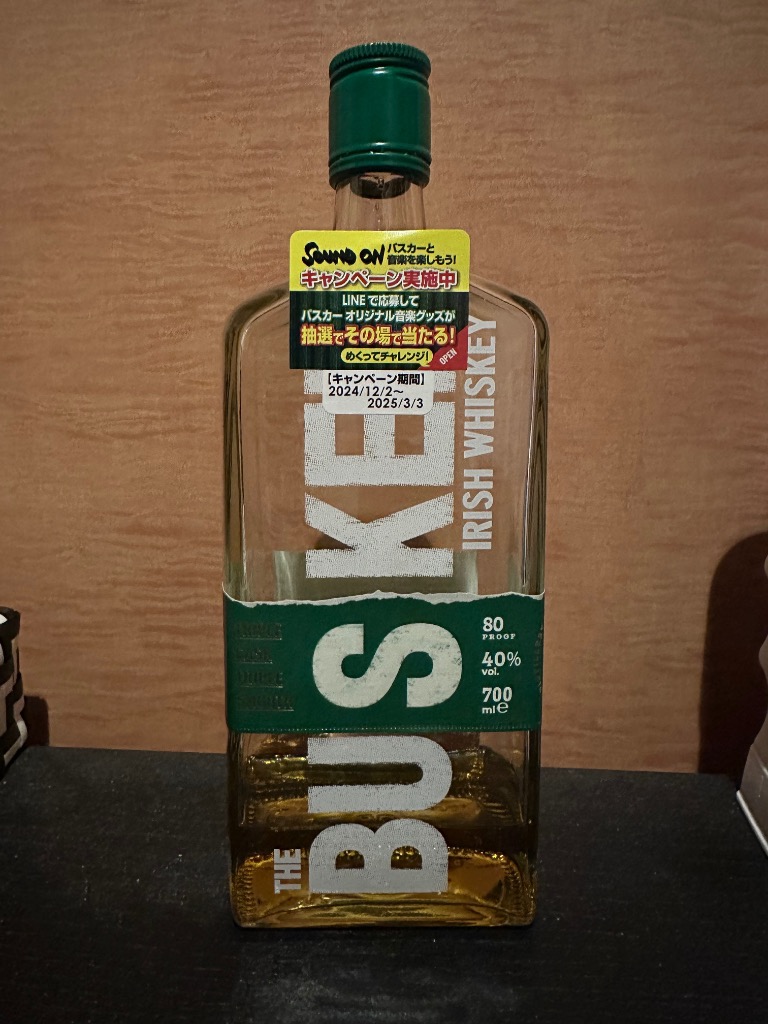 SOUND ON
バスカーと
音楽を楽しもう!
キャンペーン実施中
LINEで応募して
バスカー オリジナル音楽グッズが
抽選でその場で当たる!
めくってチャレンジ!
OPEN
【キャンペーン期間】
2024/12/2〜
2025/3/3
THE
BUSKER
IRISH WHISKEY
80
PROOF
40%
vol.
700
ml e